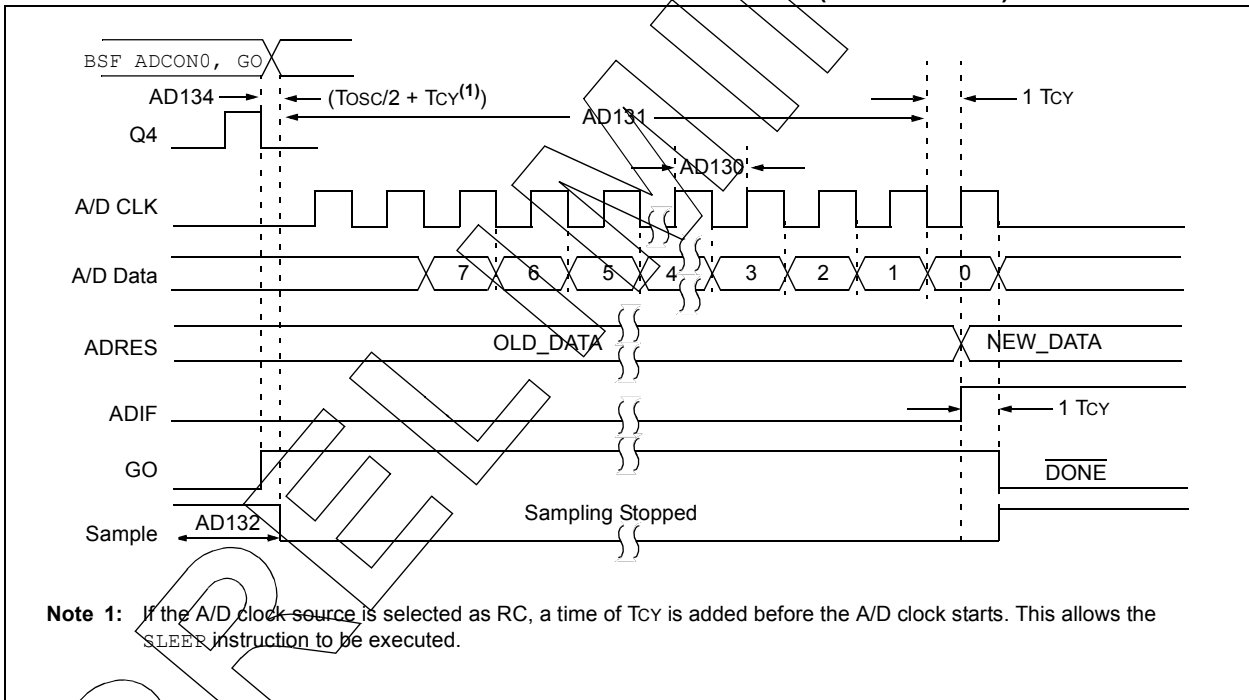 BSF ADCON0, GO
AD134 (TOSC/2 + TCY(1)) 1 TCY
AD131
Q4
AD130
A/D CLK
A/D Data 7 6 5 4 3 2 1 0
ADRES OLD_DATA NEW_DATA
ADIF 1 TCY
GO DONE
Sample AD132 Sampling Stopped
Note 1: If the A/D clock source is selected as RC, a time of TCY is added before the A/D clock starts. This allows the
SLEEP instruction to be executed.